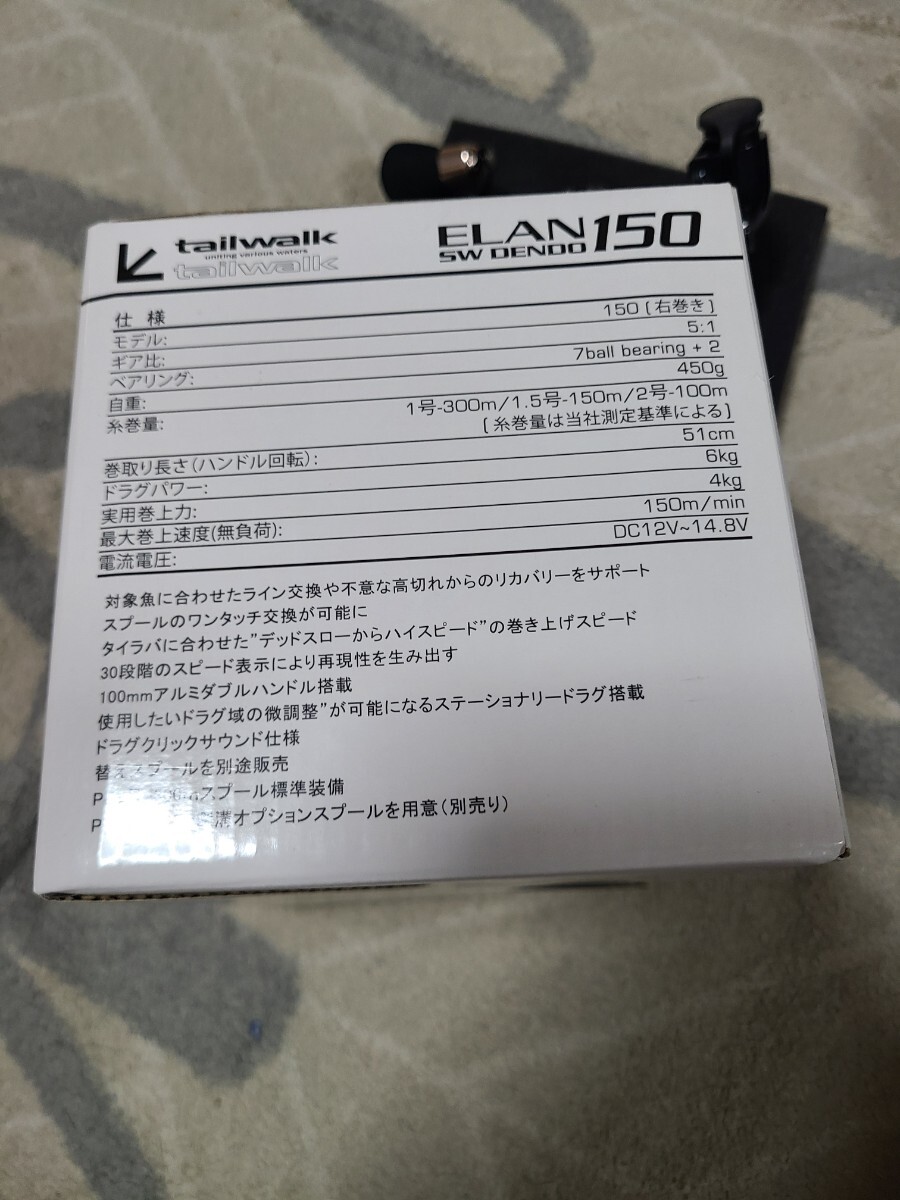 tailwalk
uniting various waters
tailwalk
ELAN
SW DENDO 150
仕 様
モデル: 150 [右巻き]
ギア比: 5:1
ベアリング: 7ball bearing + 2
自重: 450g
糸巻量: 1号-300m/1.5号-150m/2号-100m
[糸巻量は当社測定基準による]
巻取り長さ(ハンドル回転): 51cm
ドラグパワー: 6kg
実用巻上力: 4kg
最大巻上速度(無負荷): 150m/min
電流電圧: DC12V~14.8V
対象魚に合わせたライン交換や不意な高切れからのリカバリーをサポート
スプールのワンタッチ交換が可能に
タイラバに合わせた"デッドスローからハイスピード"の巻き上げスピード
30段階のスピード表示により再現性を生み出す
100mmアルミダブルハンドル搭載
使用したいドラグ域の微調整"が可能になるステーショナリードラグ搭載
ドラグクリックサウンド仕様
替えスプールを別途販売
スプール標準装備
溝オプションスプールを用意(別売り)